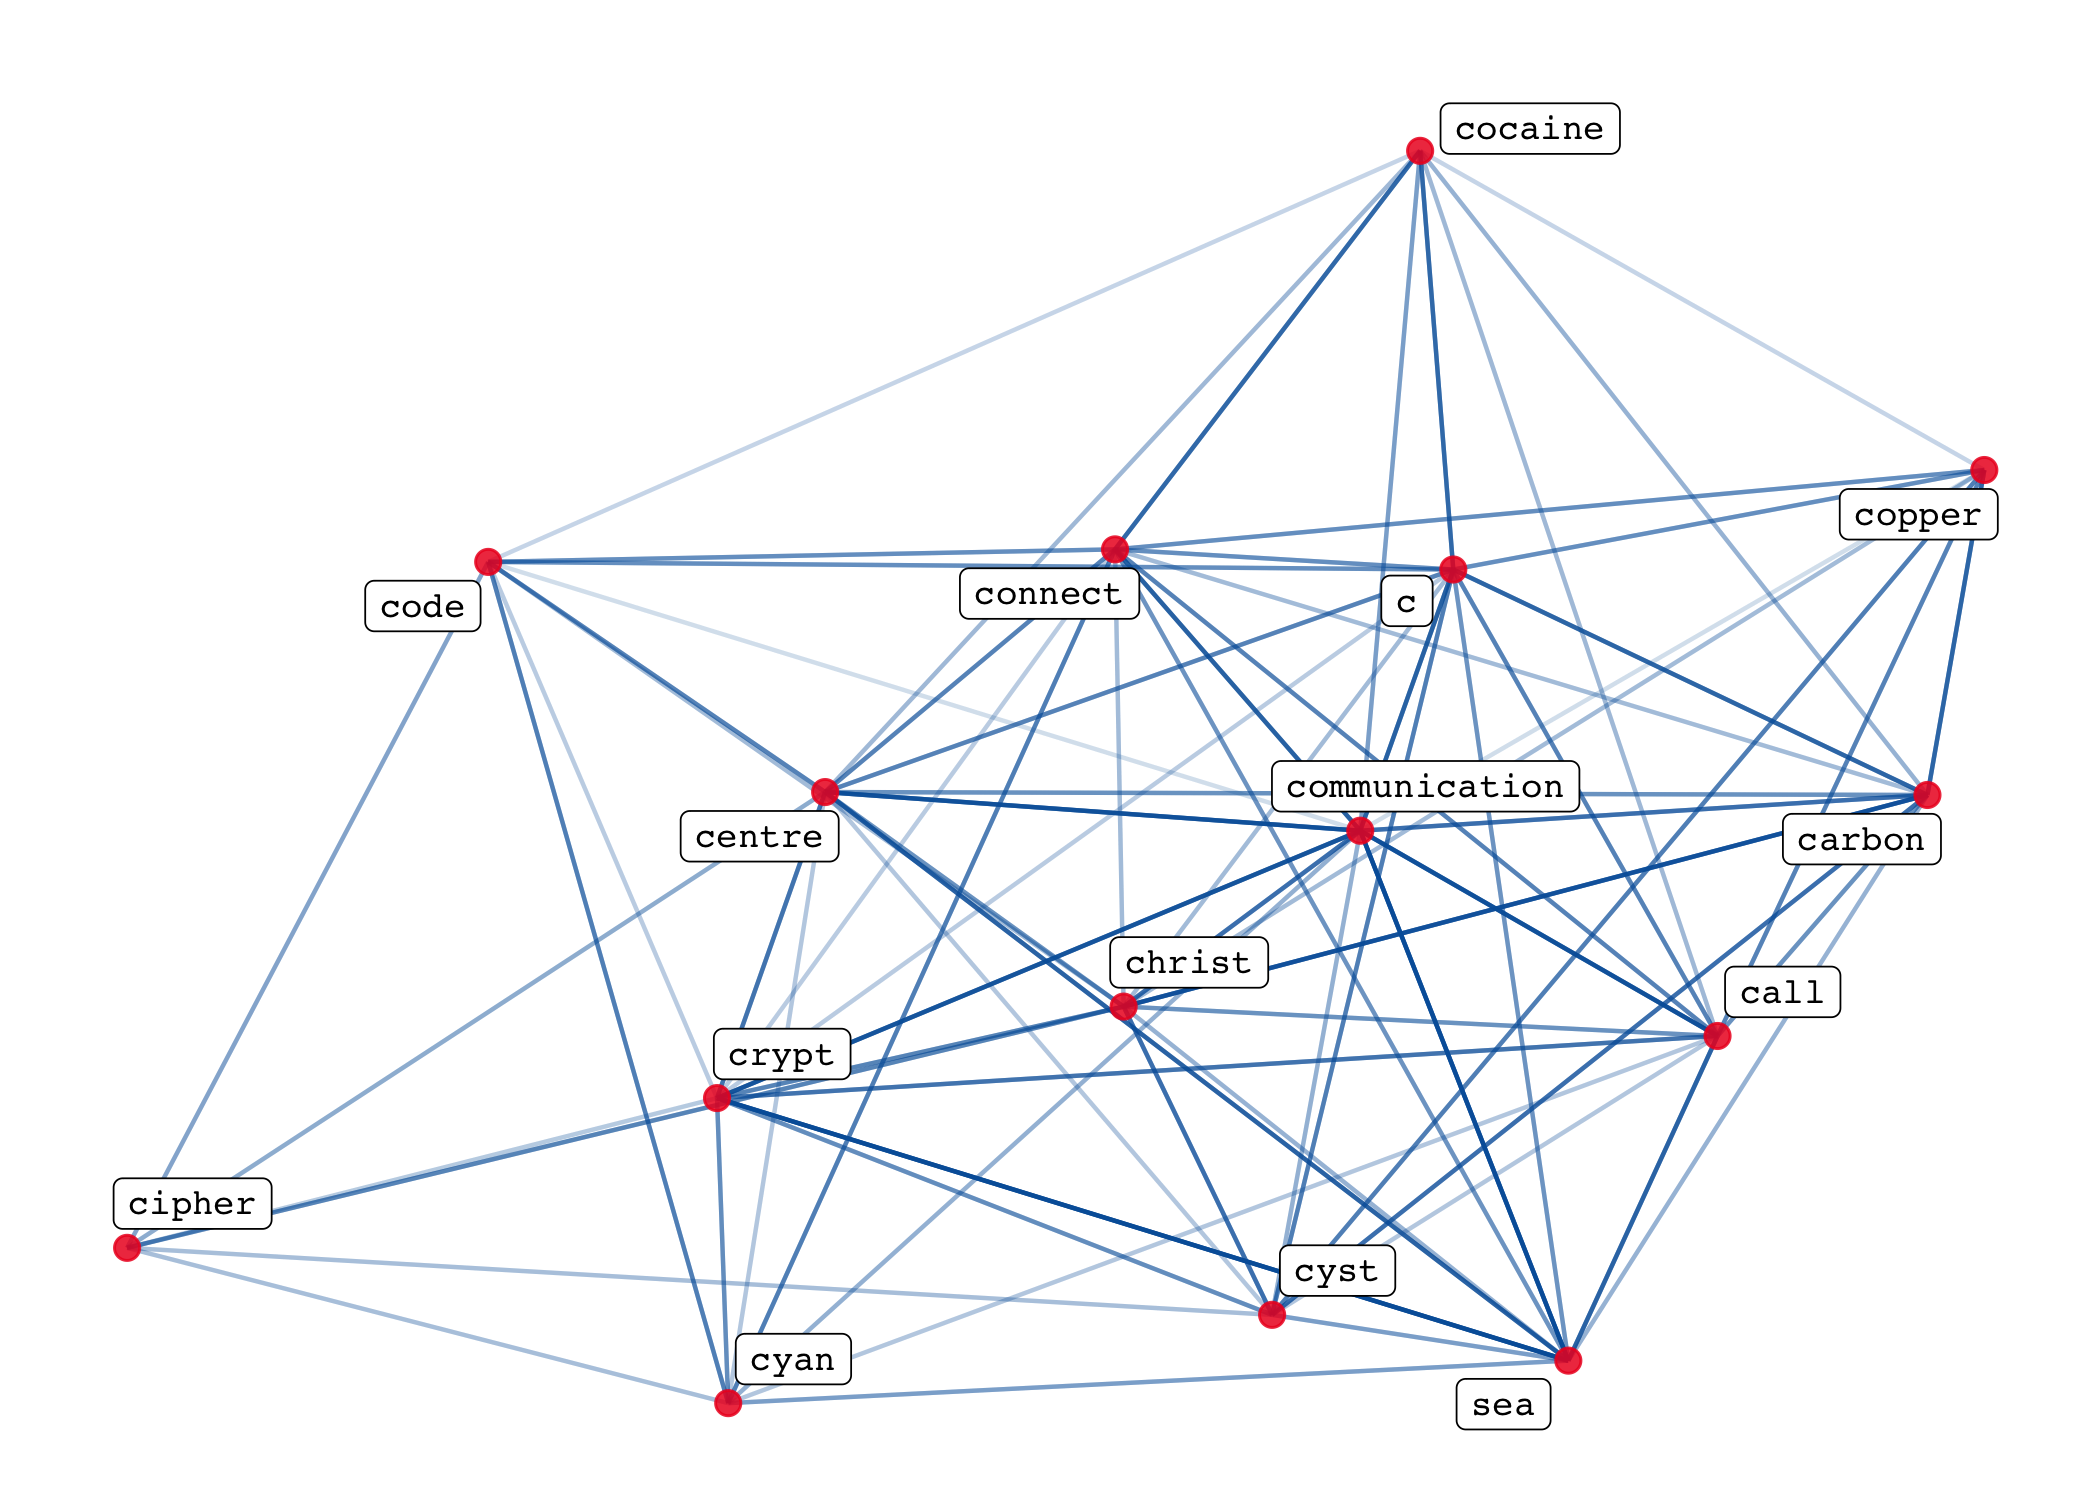 cocaine
copper
connect
c
code
communication
centre
carbon
christ
call
crypt
cipher
cyst
cyan
sea